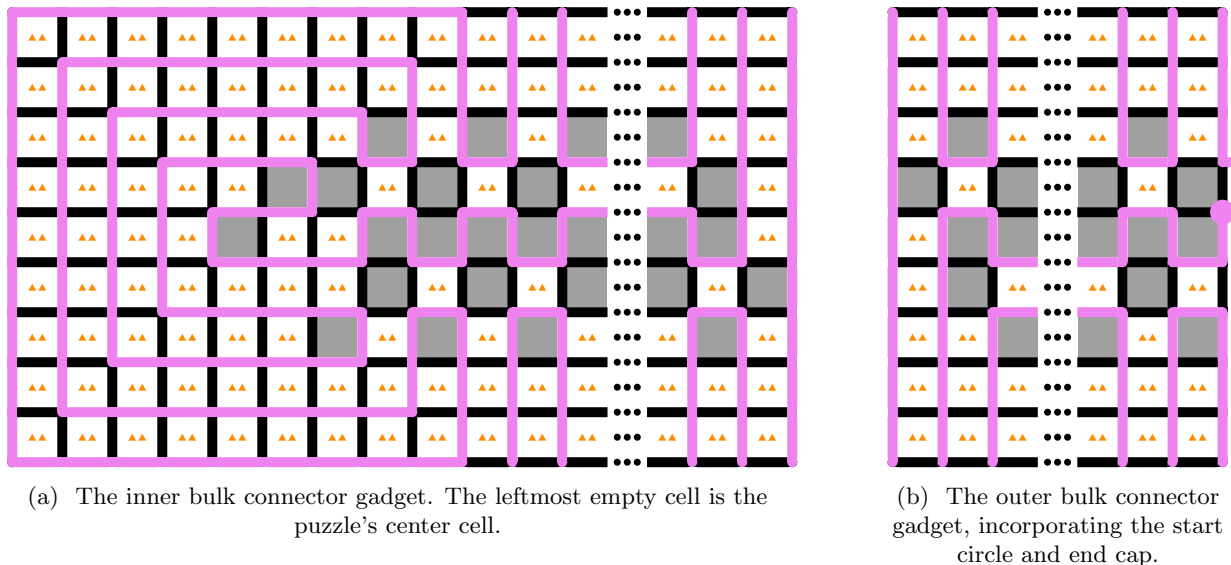 (a) The inner bulk connector gadget. The leftmost empty cell is the
puzzle's center cell.
(b) The outer bulk connector
gadget, incorporating the start
circle and end cap.